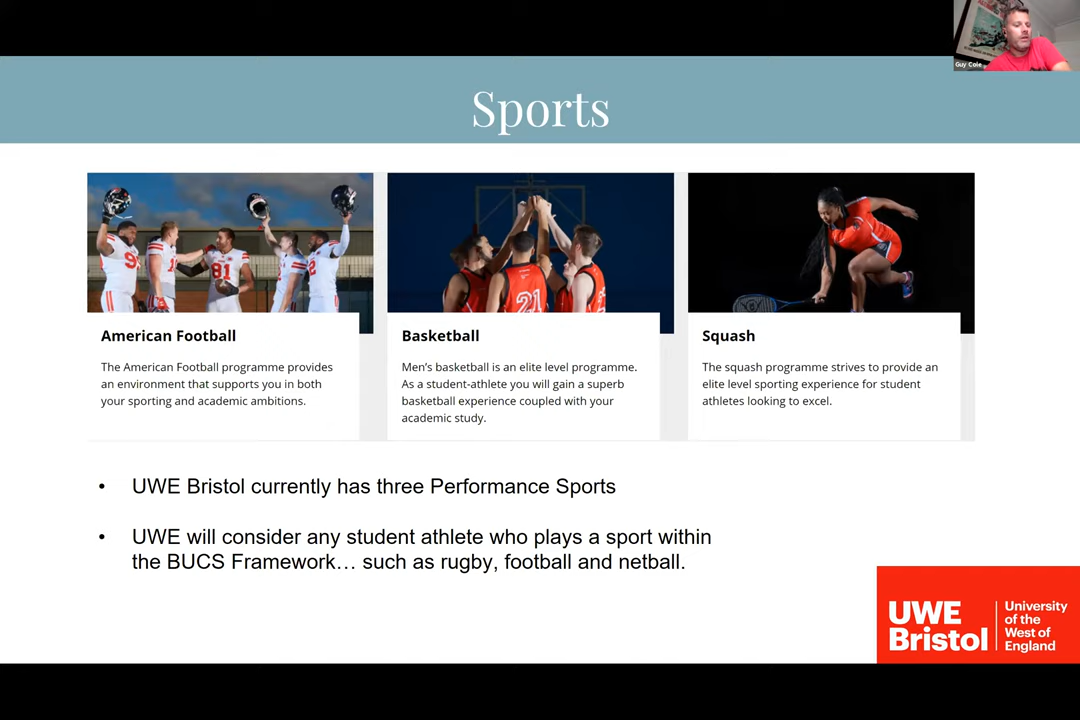 Guy Cole
Sports
American Football
The American Football programme provides
an environment that supports you in both
your sporting and academic ambitions.
Basketball
Men's basketball is an elite level programme.
As a student-athlete you will gain a superb
basketball experience coupled with your
academic study.
Squash
The squash programme strives to provide an
elite level sporting experience for student
athletes looking to excel.
81
21
• UWE Bristol currently has three Performance Sports
• UWE will consider any student athlete who plays a sport within
the BUCS Framework… such as rugby, football and netball.
UWE
Bristol
University
of the
West of
England